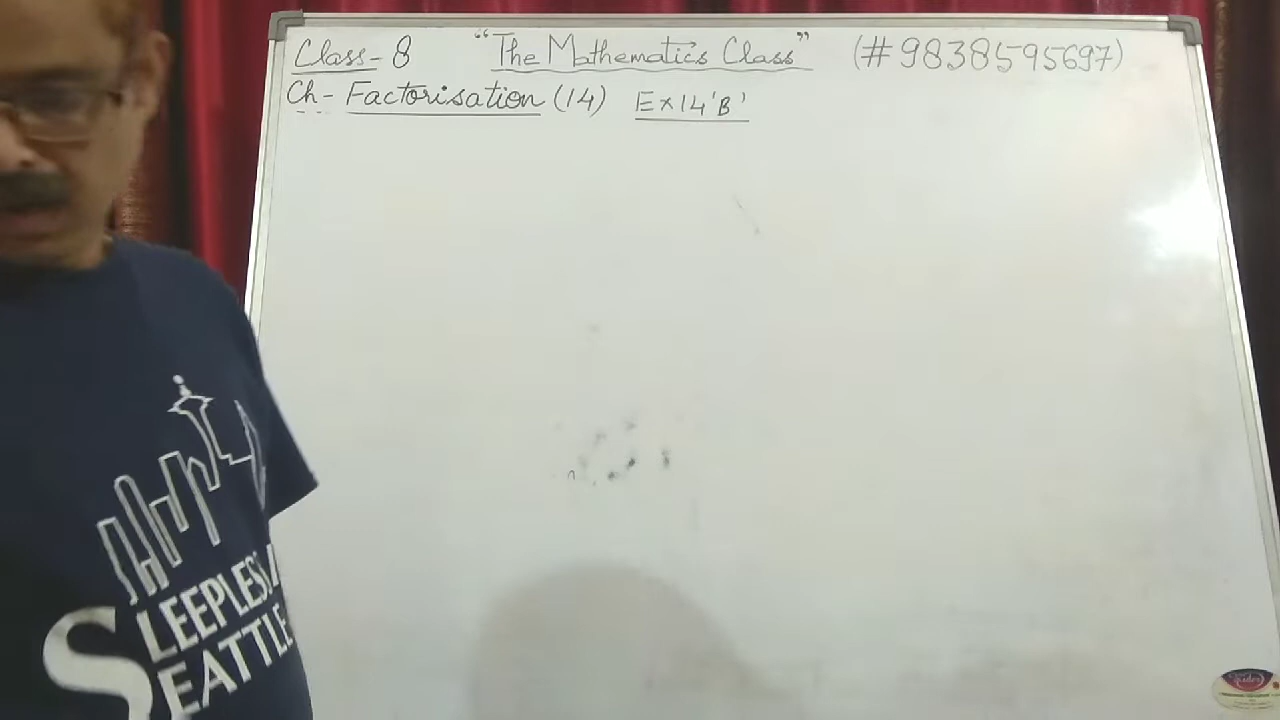 Class-8 "The Mathematics Class" (#9838595697)
Ch- Factorisation (14) Ex 14 'B'
SLEEPLESS
SEATTLE